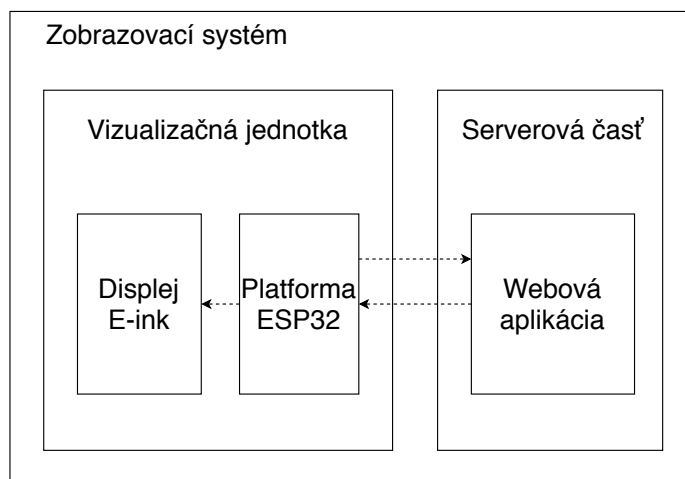 Zobrazovací systém
Vizualizačná jednotka
Serverová časť
Displej
E-ink
Platforma
ESP32
Webová
aplikácia